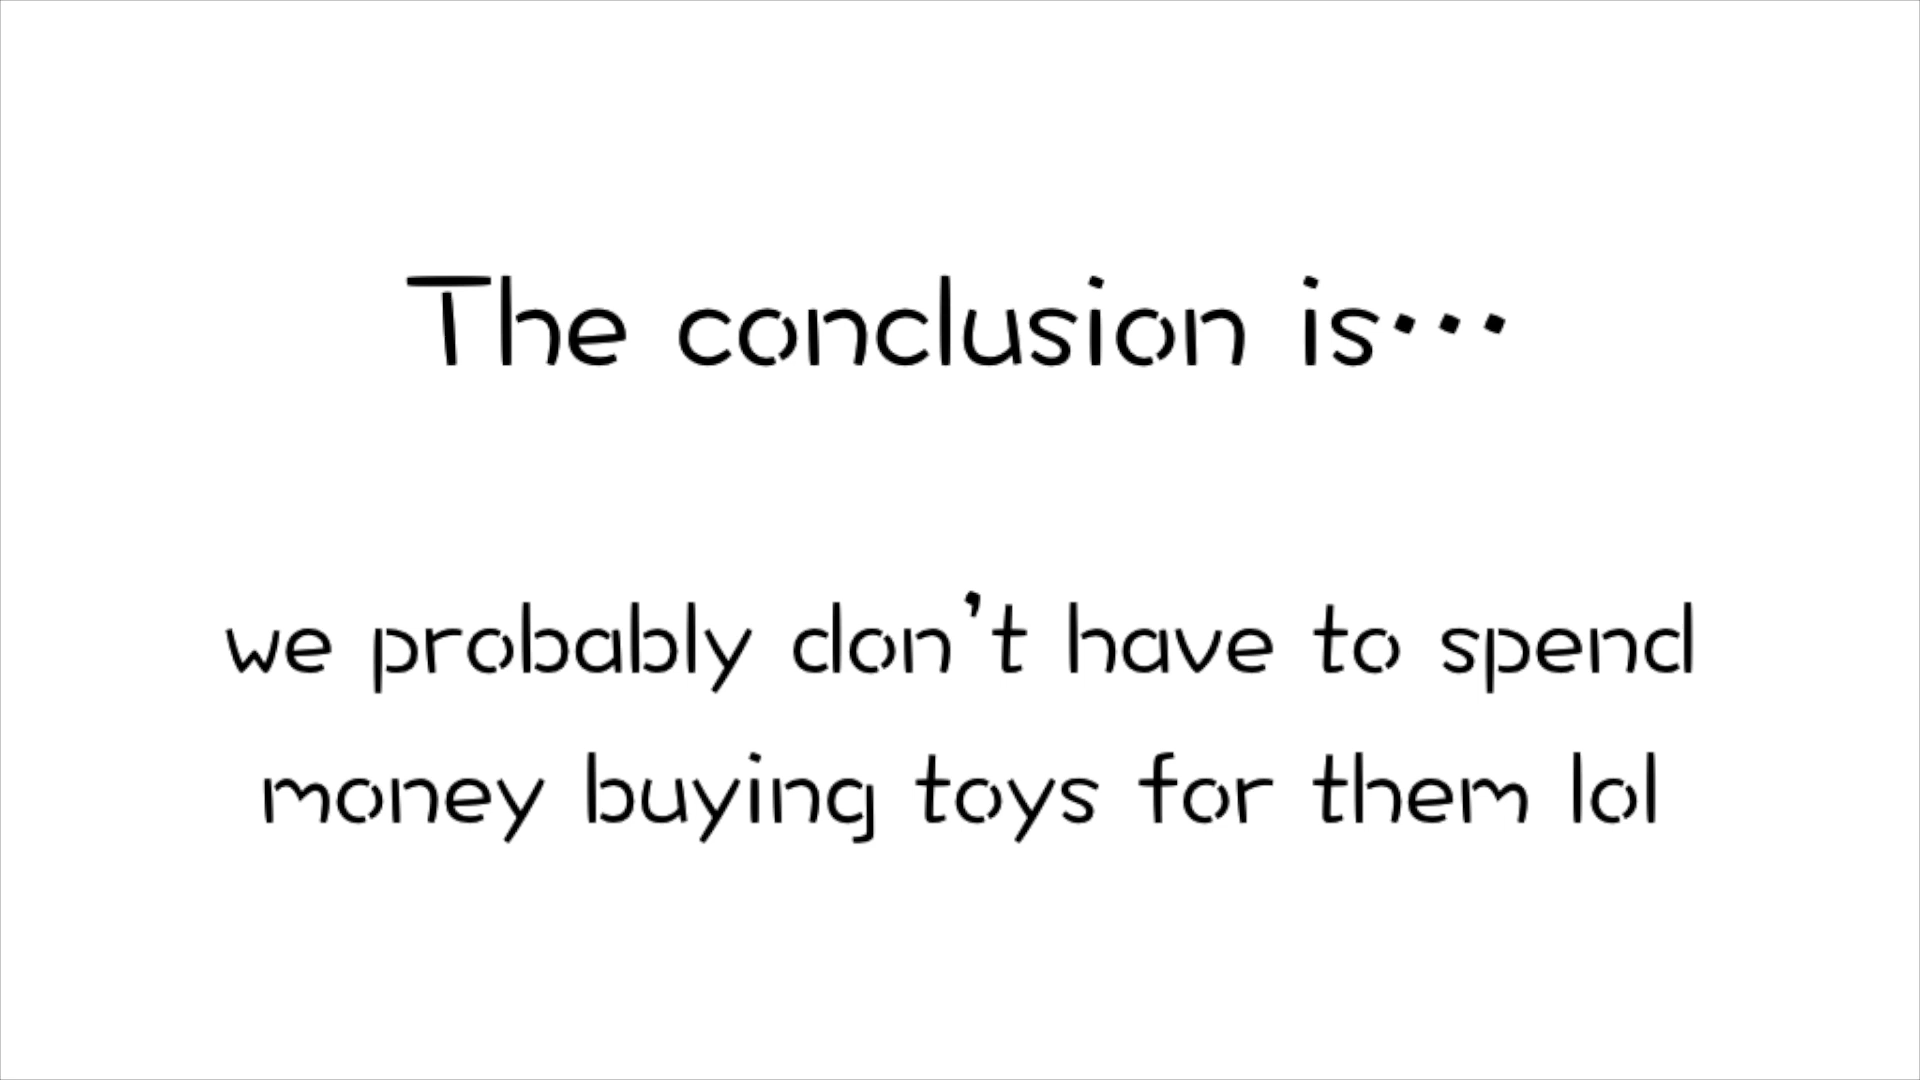 The conclusion is…
we probably don’t have to spend
money buying toys for them lol